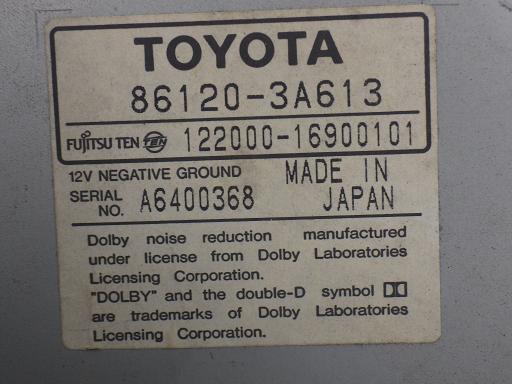 TOYOTA
86120-3A613
FUJITSU TEN TEN 122000-16900101
12V NEGATIVE GROUND MADE IN
SERIAL NO. A6400368 JAPAN
Dolby noise reduction manufactured
under license from Dolby Laboratories
Licensing Corporation.
"DOLBY" and the double-D symbol
are trademarks of Dolby Laboratories
Licensing Corporation.